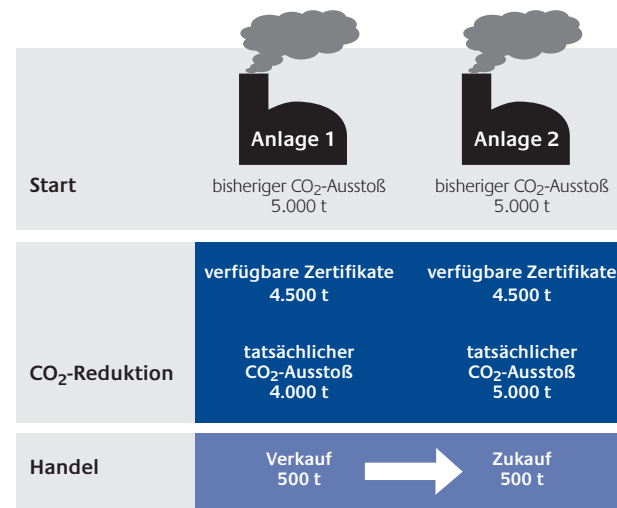 Anlage 1
Anlage 2
Start
bisheriger CO₂-Ausstoß
5.000 t
bisheriger CO₂-Ausstoß
5.000 t
CO₂-Reduktion
verfügbare Zertifikate
4.500 t
verfügbare Zertifikate
4.500 t
tatsächlicher
CO₂-Ausstoß
4.000 t
tatsächlicher
CO₂-Ausstoß
5.000 t
Handel
Verkauf
500 t
Zukauf
500 t